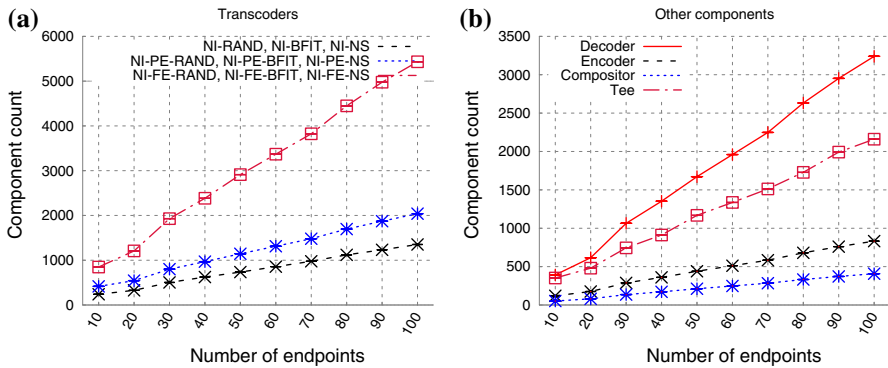 (a)
Transcoders
NI-RAND, NI-BFIT, NI-NS
NI-PE-RAND, NI-PE-BFIT, NI-PE-NS
NI-FE-RAND, NI-FE-BFIT, NI-FE-NS
Component count
6000
5000
4000
3000
2000
1000
0
10 20 30 40 50 60 70 80 90 100
Number of endpoints
(b)
Other components
Decoder
Encoder
Compositor
Tee
Component count
3500
3000
2500
2000
1500
1000
500
0
10 20 30 40 50 60 70 80 90 100
Number of endpoints